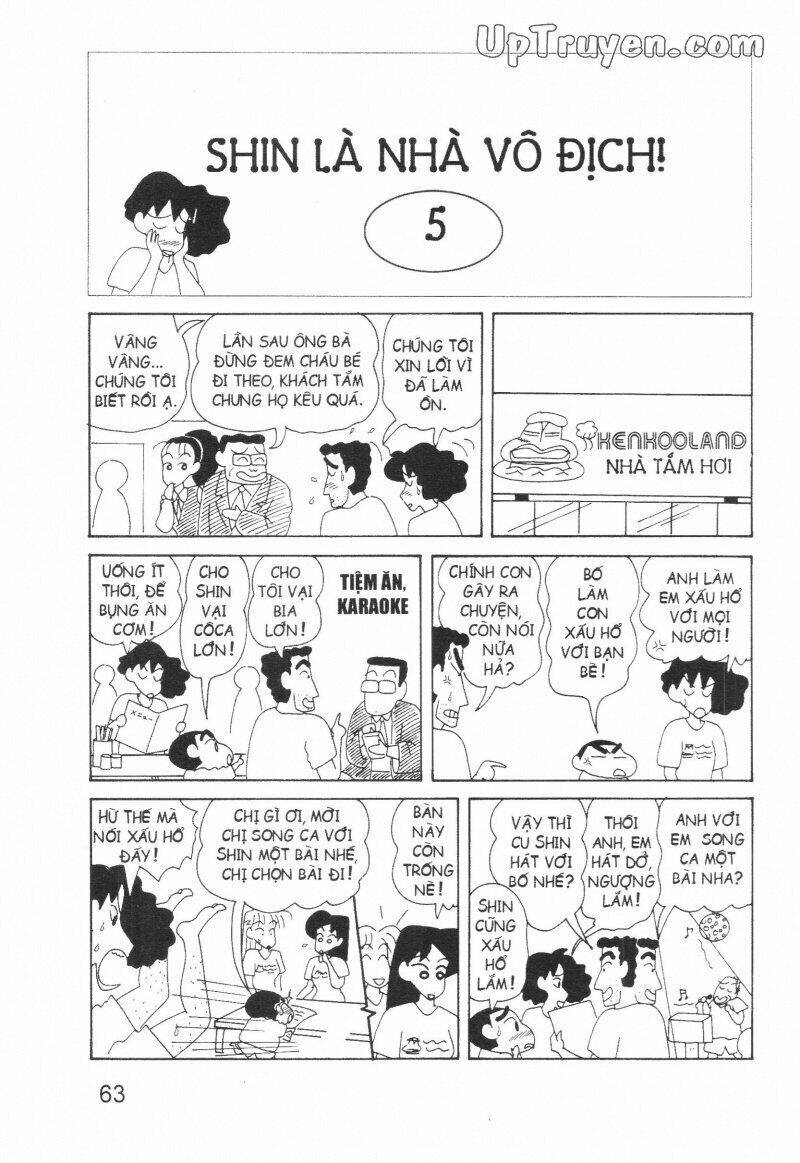 UpTruyen.com
SHIN LÀ NHÀ VÔ ĐỊCH!
5
KENKOOLAND
NHÀ TẮM HƠI
CHÚNG TÔI
XIN LỖI VÌ
ĐÃ LÀM
ỒN.
LẦN SAU ÔNG BÀ
ĐỪNG ĐEM CHÁU BÉ
ĐI THEO, KHÁCH TẮM
CHUNG HỌ KÊU QUÁ.
VÂNG
VÂNG...
CHÚNG TÔI
BIẾT RỒI Ạ.
ANH LÀM
EM XẤU HỔ
VỚI MỌI
NGƯỜI!
BỐ
LÀM
CON
XẤU HỔ
VỚI BẠN
BÈ!
CHÍNH CON
GÂY RA
CHUYỆN,
CÒN NÓI
NỮA
HẢ?
TIỆM ĂN,
KARAOKE
CHO
TÔI VẠI
BIA
LỚN!
CHO
SHIN
VẠI
CÔCA
LỚN!
UỐNG ÍT
THÔI, ĐỂ
BỤNG ĂN
CƠM!
ANH VỚI
EM SONG
CA MỘT
BÀI NHA?
THÔI
ANH, EM
HÁT DỞ,
NGƯỢNG
LẮM!
VẬY THÌ
CU SHIN
HÁT VỚI
BỐ NHÉ?
SHIN
CŨNG
XẤU
HỔ
LẮM!
BÀN
NÀY
CÒN
TRỐNG
NÈ!
CHỊ GÌ ƠI, MỜI
CHỊ SONG CA VỚI
SHIN MỘT BÀI NHÉ,
CHỊ CHỌN BÀI ĐI!
HỪ THẾ MÀ
NÓI XẤU HỔ
ĐẤY!
63